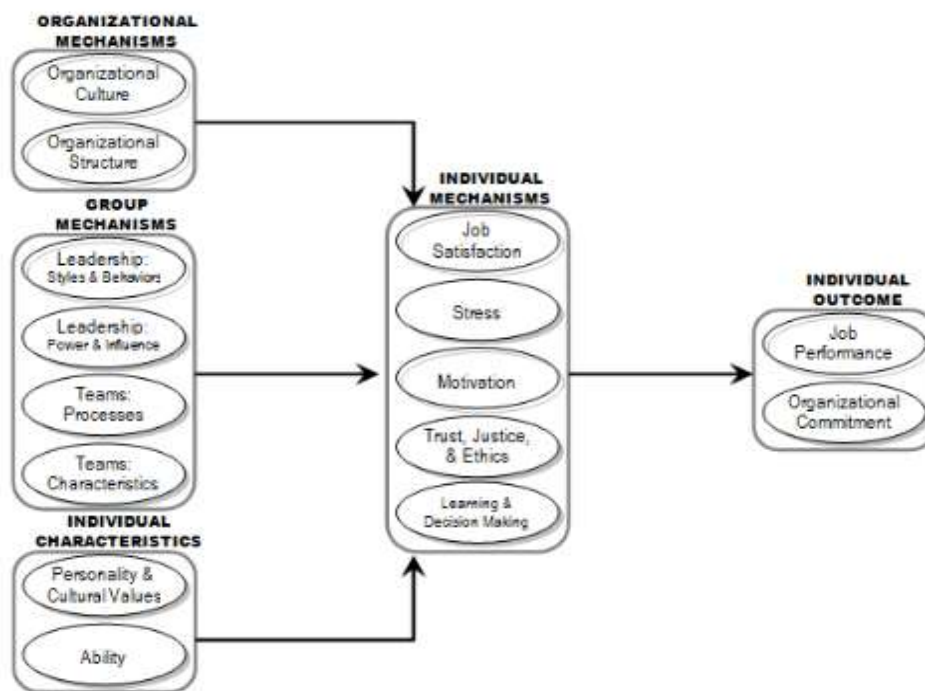 ORGANIZATIONAL
MECHANISMS
Organizational
Culture
Organizational
Structure
GROUP
MECHANISMS
Leadership:
Styles & Behaviors
Leadership:
Power & Influence
Teams:
Processes
Teams:
Characteristics
INDIVIDUAL
CHARACTERISTICS
Personality &
Cultural Values
Ability
INDIVIDUAL
MECHANISMS
Job
Satisfaction
Stress
Motivation
Trust, Justice,
& Ethics
Learning &
Decision Making
INDIVIDUAL
OUTCOME
Job
Performance
Organizational
Commitment